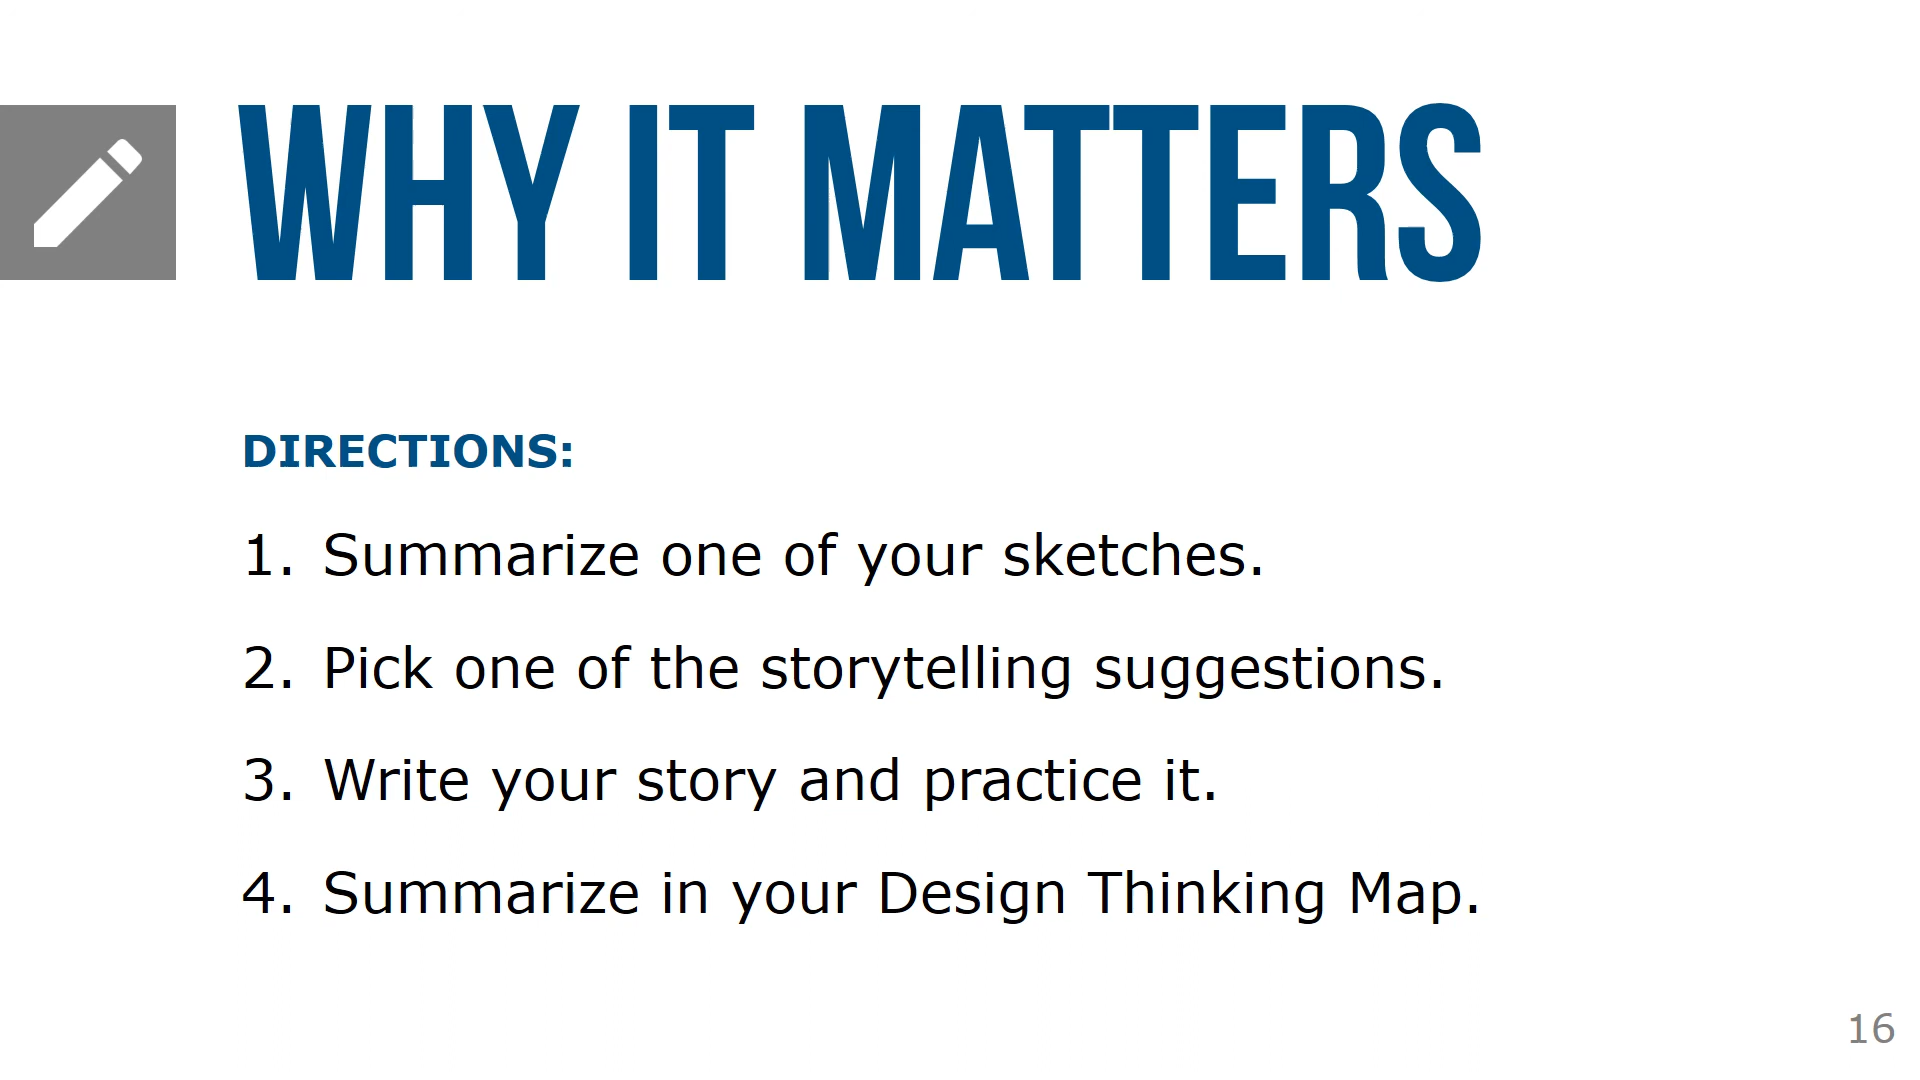 WHY IT MATTERS
DIRECTIONS:
1. Summarize one of your sketches.
2. Pick one of the storytelling suggestions.
3. Write your story and practice it.
4. Summarize in your Design Thinking Map.
16